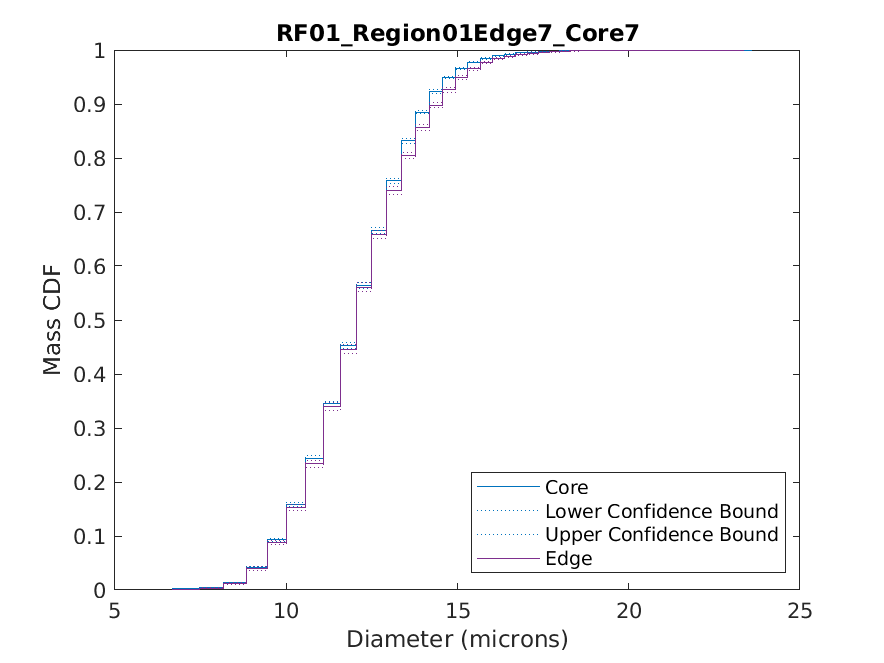 RF01_Region01Edge7_Core7
1
0.9
0.8
0.7
0.6
0.5
0.4
0.3
0.2
0.1
0
Mass CDF
Core
Lower Confidence Bound
Upper Confidence Bound
Edge
5 10 15 20 25
Diameter (microns)